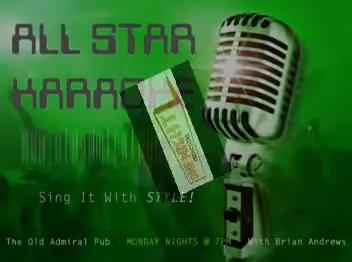 ALL STAR
KARAOKE
Sing It With STYLE!
The Old Admiral Pub - MONDAY NIGHTS @ 7PM - With Brian Andrews